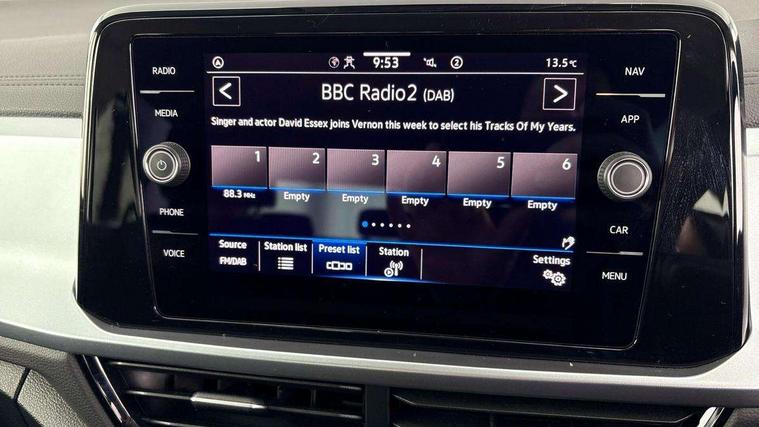 A 9:53 2 13.5°C
RADIO
NAV
< BBC Radio2 (DAB) >
MEDIA
APP
Singer and actor David Essex joins Vernon this week to select his Tracks Of My Years.
1 2 3 4 5 6
88.3 MHz Empty Empty Empty Empty Empty
PHONE
CAR
VOICE
MENU
Source Station list Preset list Station Settings
FM/DAB